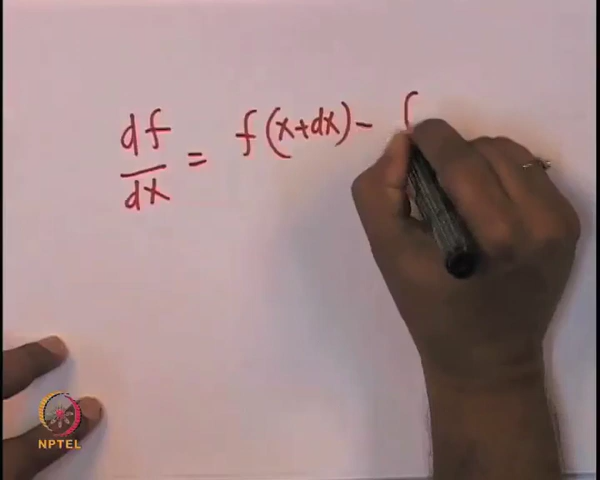 df/dx = f(x+dx) - f
NPTEL